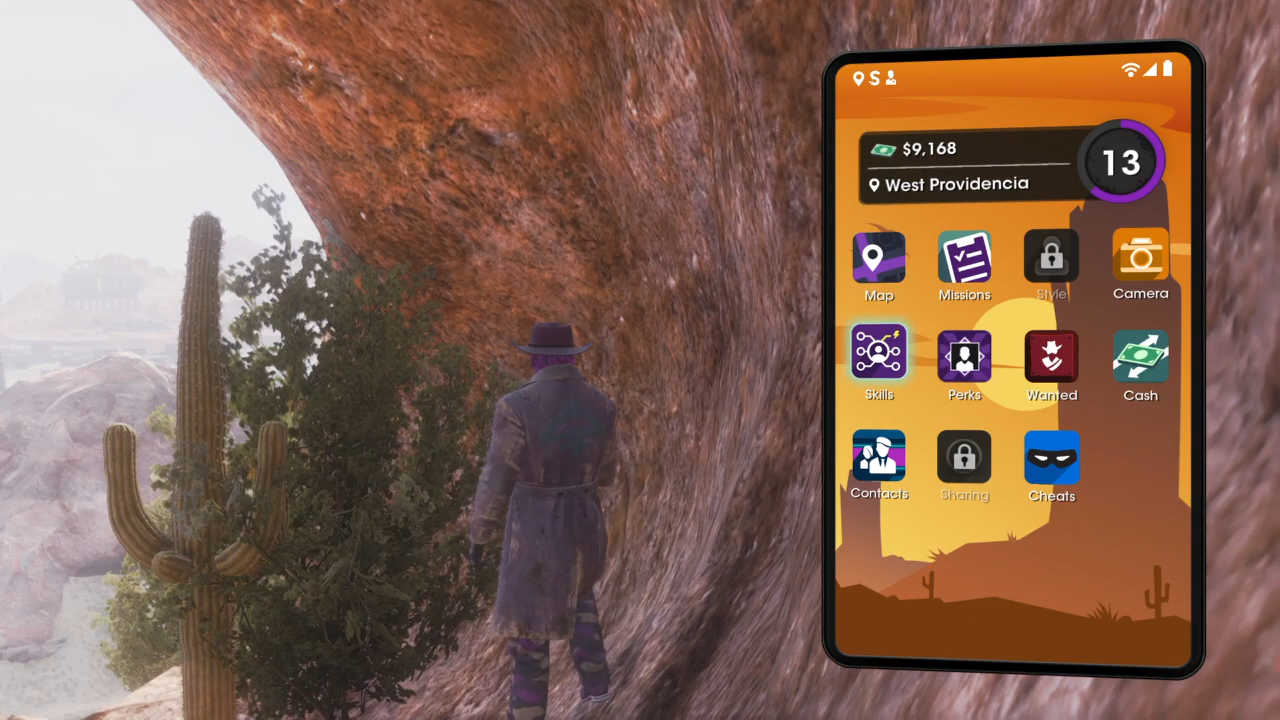 S
$9,168
13
West Providencia
Map
Missions
Style
Camera
Skills
Perks
Wanted
Cash
Contacts
Sharing
Cheats